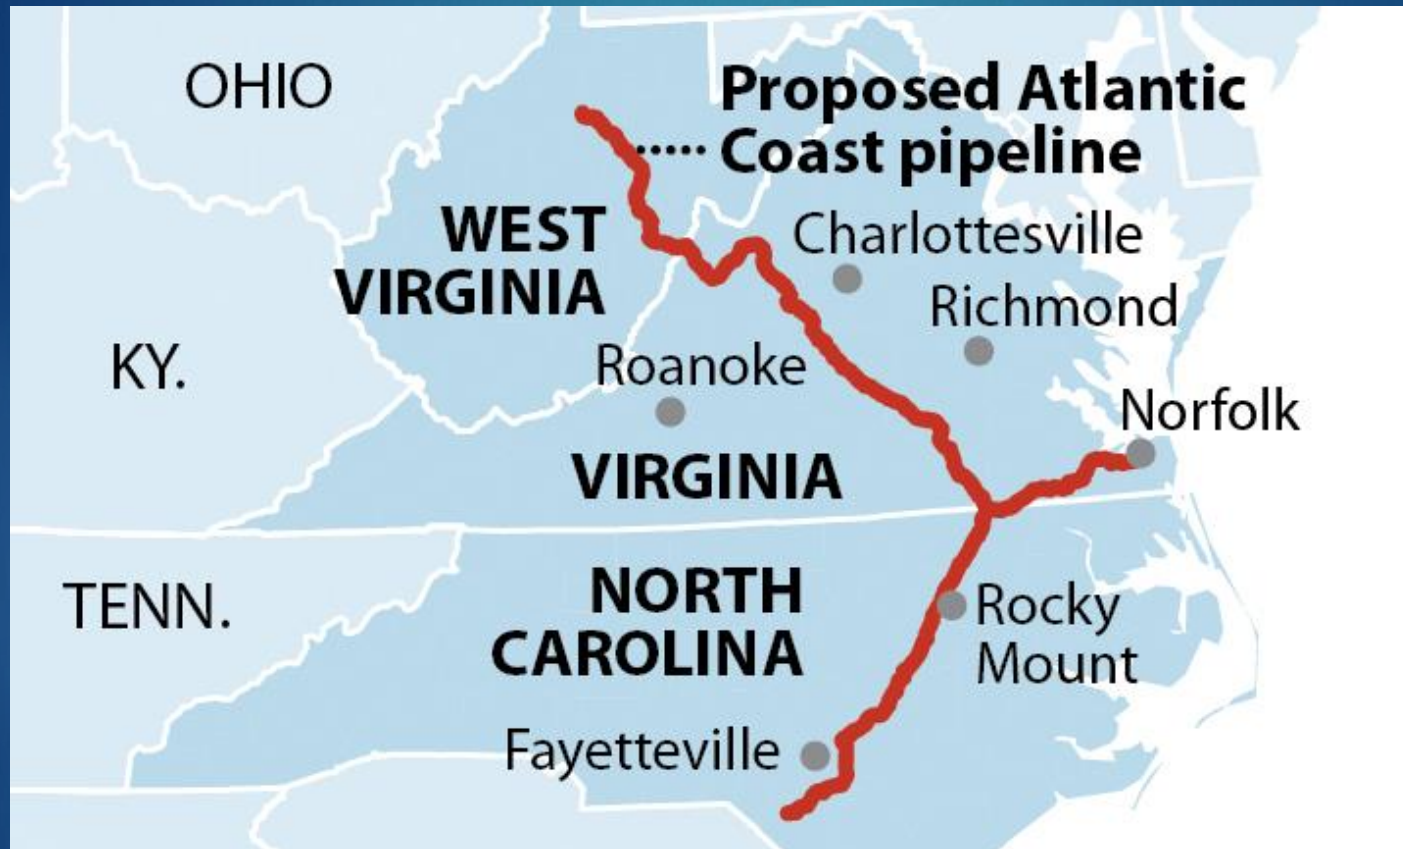 OHIO
Proposed Atlantic
Coast pipeline
WEST
VIRGINIA
Charlottesville
Richmond
KY.
Roanoke
Norfolk
VIRGINIA
TENN.
NORTH
CAROLINA
Rocky
Mount
Fayetteville